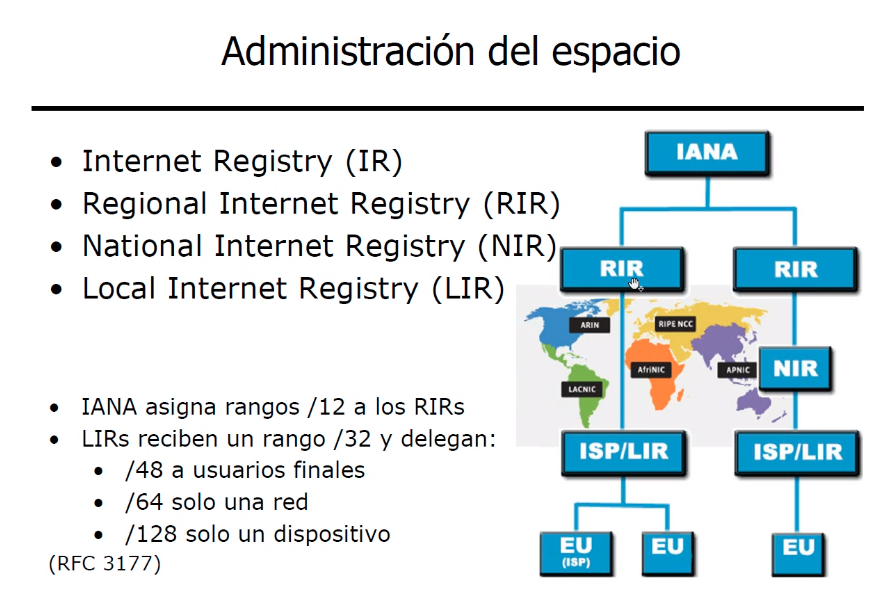 Administración del espacio
• Internet Registry (IR)
• Regional Internet Registry (RIR)
• National Internet Registry (NIR)
• Local Internet Registry (LIR)
• IANA asigna rangos /12 a los RIRs
• LIRs reciben un rango /32 y delegan:
• /48 a usuarios finales
• /64 solo una red
• /128 solo un dispositivo
(RFC 3177)
IANA
RIR
RIR
ARIN
RIPE NCC
LACNIC
AfriNIC
APNIC
NIR
ISP/LIR
ISP/LIR
EU
(ISP)
EU
EU